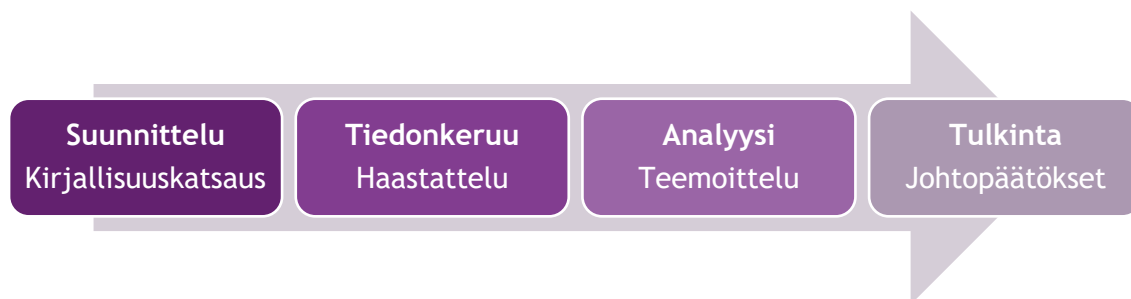 Suunnittelu
Kirjallisuuskatsaus
Tiedonkeruu
Haastattelu
Analyysi
Teemoittelu
Tulkinta
Johtopäätökset